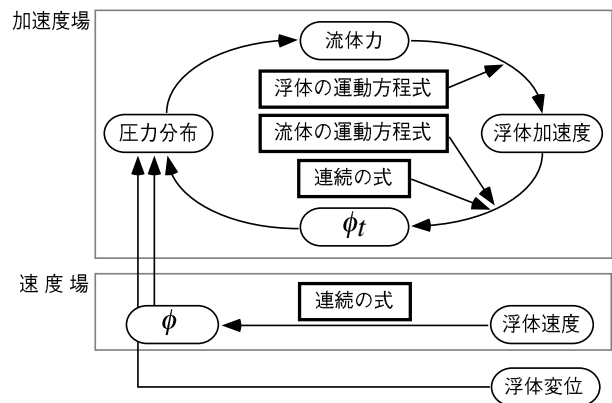 加速度場
流体力
浮体の運動方程式
圧力分布
流体の運動方程式
浮体加速度
連続の式
ϕt
速 度 場
連続の式
ϕ
浮体速度
浮体変位